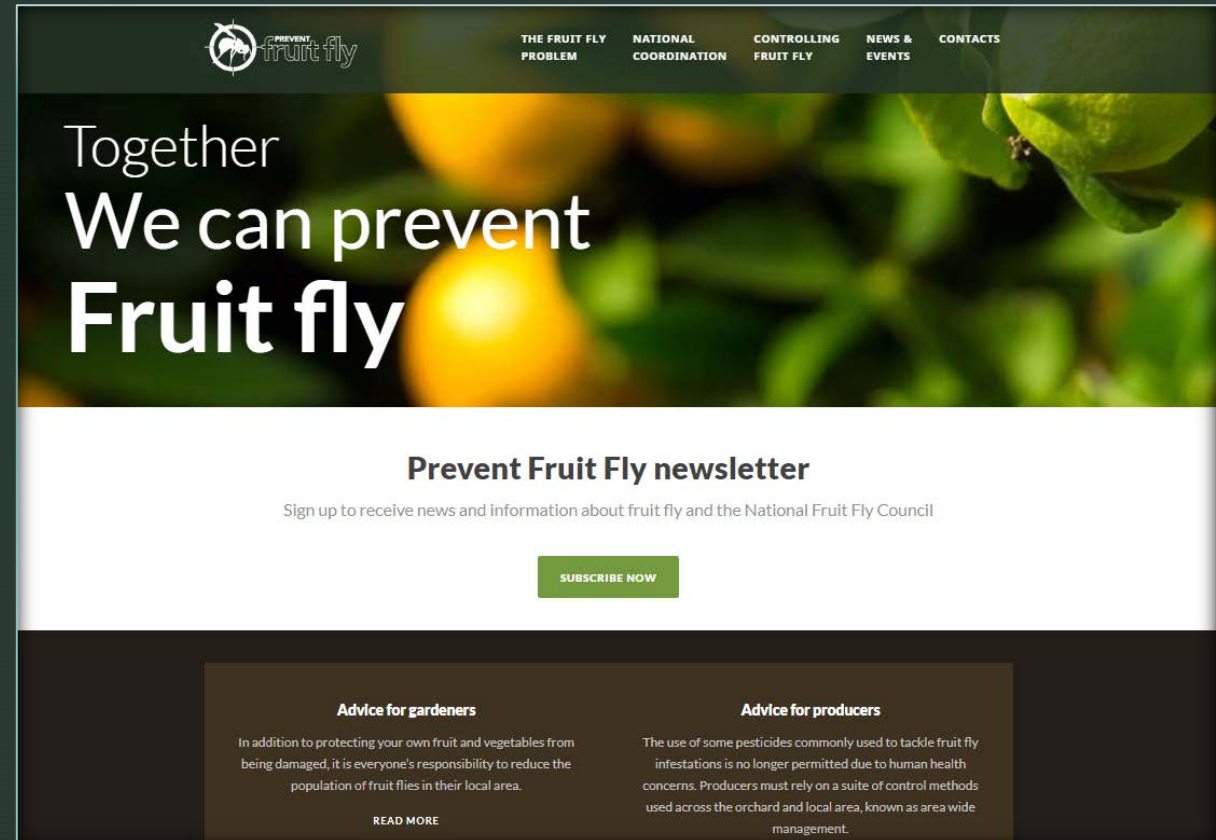 PREVENT
fruit fly
THE FRUIT FLY
PROBLEM
NATIONAL
COORDINATION
CONTROLLING
FRUIT FLY
NEWS &
EVENTS
CONTACTS
Together
We can prevent
Fruit fly
Prevent Fruit Fly newsletter
Sign up to receive news and information about fruit fly and the National Fruit Fly Council
SUBSCRIBE NOW
Advice for gardeners
In addition to protecting your own fruit and vegetables from
being damaged, it is everyone's responsibility to reduce the
population of fruit flies in their local area.
READ MORE
Advice for producers
The use of some pesticides commonly used to tackle fruit fly
infestations is no longer permitted due to human health
concerns. Producers must rely on a suite of control methods
used across the orchard and local area, known as area wide
management.